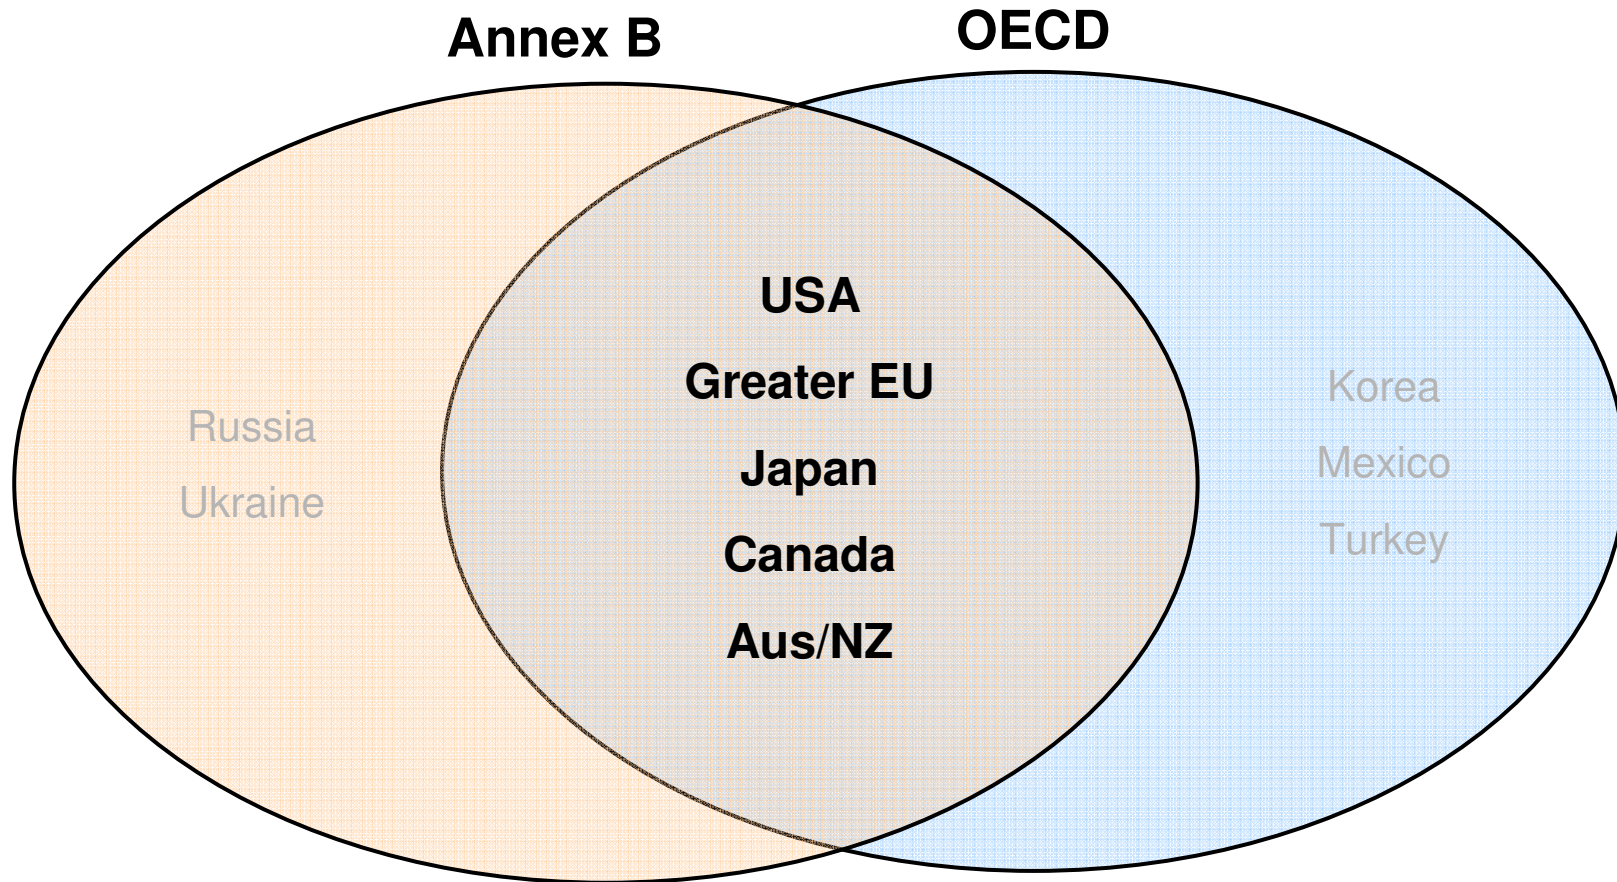 Annex B
OECD
USA
Greater EU
Japan
Canada
Aus/NZ
Russia
Ukraine
Korea
Mexico
Turkey